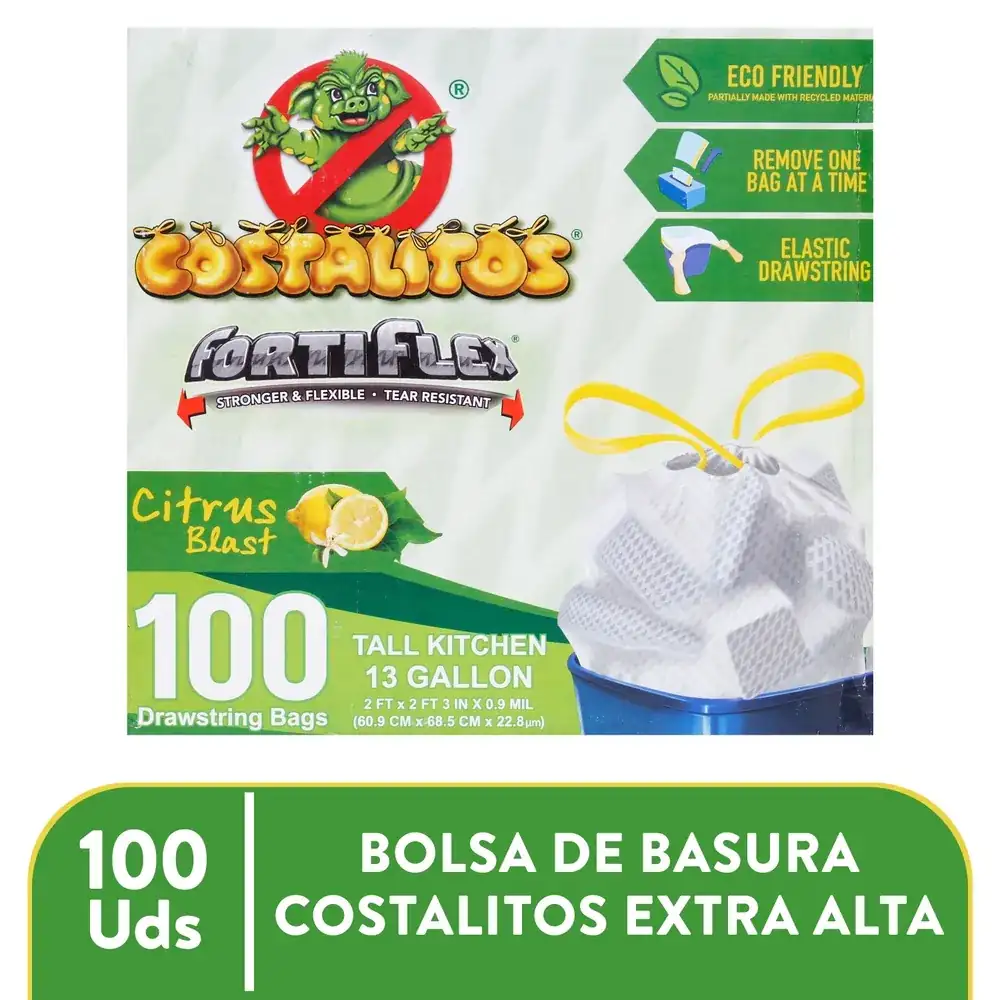 ®
COSTALITOS®
FORTIFLEX®
STRONGER & FLEXIBLE • TEAR RESISTANT
ECO FRIENDLY
PARTIALLY MADE WITH RECYCLED
REMOVE ONE
BAG AT A TIME
ELASTIC
DRAWSTRING
Citrus
Blast
100
Drawstring Bags
TALL KITCHEN
13 GALLON
2 FT x 2 FT 3 IN X 0.9 MIL
(60.9 CM x 68.5 CM x 22.8µm)
100
Uds
BOLSA DE BASURA
COSTALITOS EXTRA ALTA